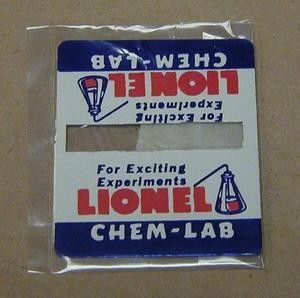 CHEM-LAB
LIONEL
For Exciting
Experiments
For Exciting
Experiments
LIONEL
CHEM-LAB